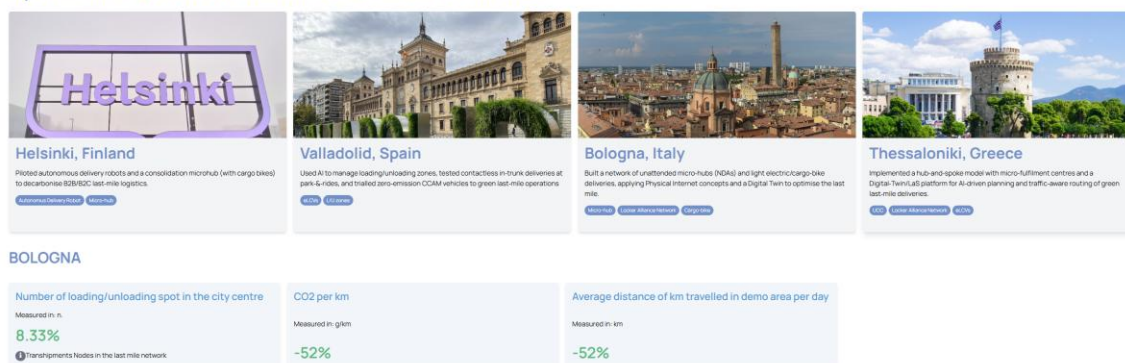 Helsinki
Helsinki, Finland
Piloted autonomous delivery robots and a consolidation microhub (with cargo bikes)
to decarbonise B2B/B2C last-mile logistics.
Autonomous Delivery Robot Micro-hub
Valladolid, Spain
Used AI to manage loading/unloading zones, tested contactless in-trunk deliveries at
park-&-rides, and trialled zero-emission CCAM vehicles to green last-mile operations
eLCVs L/U zones
Bologna, Italy
Built a network of unattended micro-hubs (NDAs) and light electric/cargo-bike
deliveries, applying Physical Internet concepts and a Digital Twin to optimise the last
mile.
Micro-hub Locker Alliance Network Cargo-bike
Thessaloniki, Greece
Implemented a hub-and-spoke model with micro-fulfilment centres and a
Digital-Twin/LaaS platform for AI-driven planning and traffic-aware routing of green
last-mile deliveries.
UCC Locker Alliance Network eLCVs
BOLOGNA
Number of loading/unloading spot in the city centre
Measured in: n.
8.33%
Transhipments Nodes in the last mile network
CO2 per km
Measured in: g/km
-52%
Average distance of km travelled in demo area per day
Measured in: km
-52%